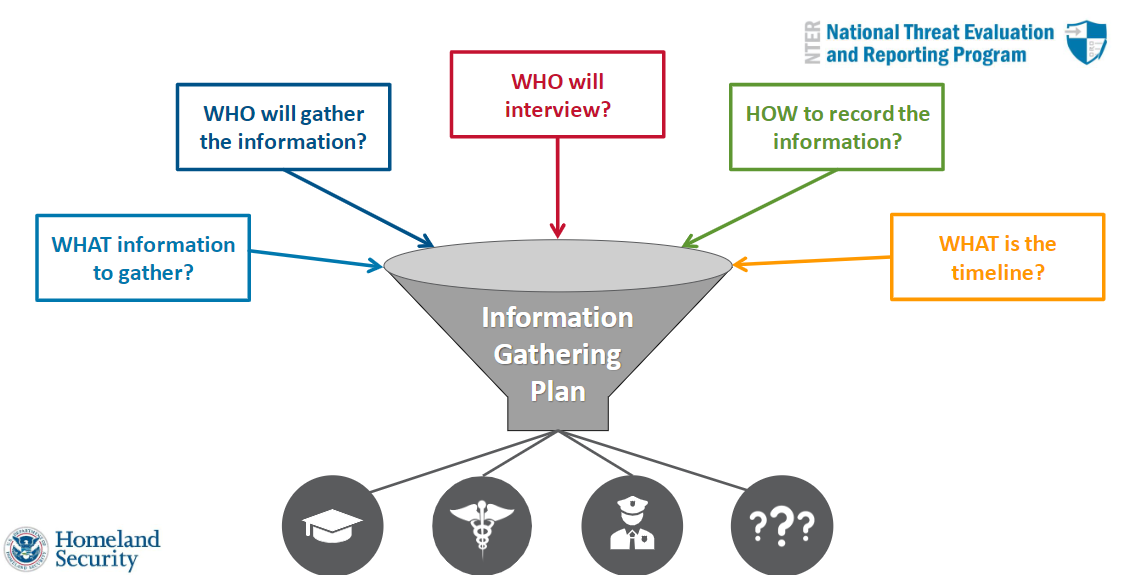 NTER
National Threat Evaluation
and Reporting Program
WHO will
interview?
WHO will gather
the information?
HOW to record the
information?
WHAT information
to gather?
WHAT is the
timeline?
Information
Gathering
Plan
???
Homeland
Security